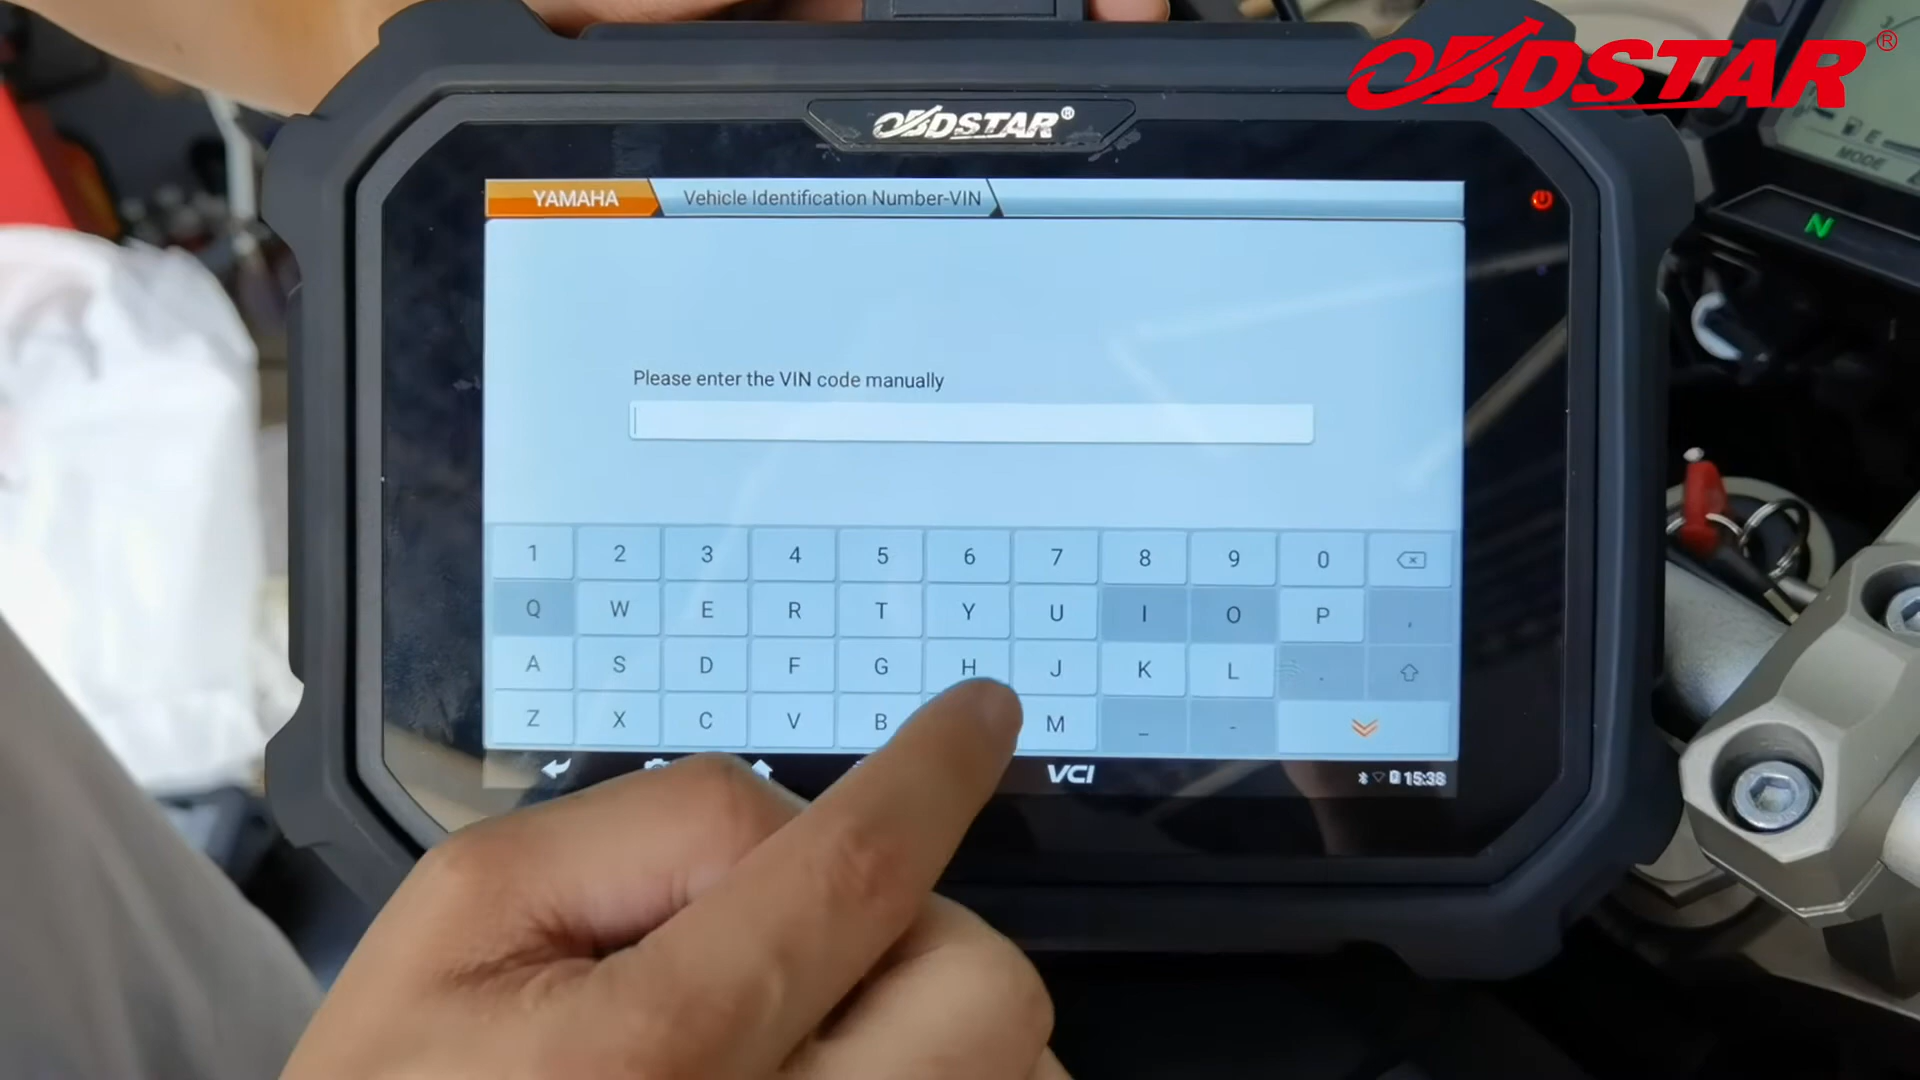 OBDSTAR®
OBDSTAR®
YAMAHA Vehicle Identification Number-VIN
E
MODE
N
Please enter the VIN code manually
1 2 3 4 5 6 7 8 9 0
Q W E R T Y U I O P ,
A S D F G H J K L .
Z X C V B M _ -
VCI 15:38